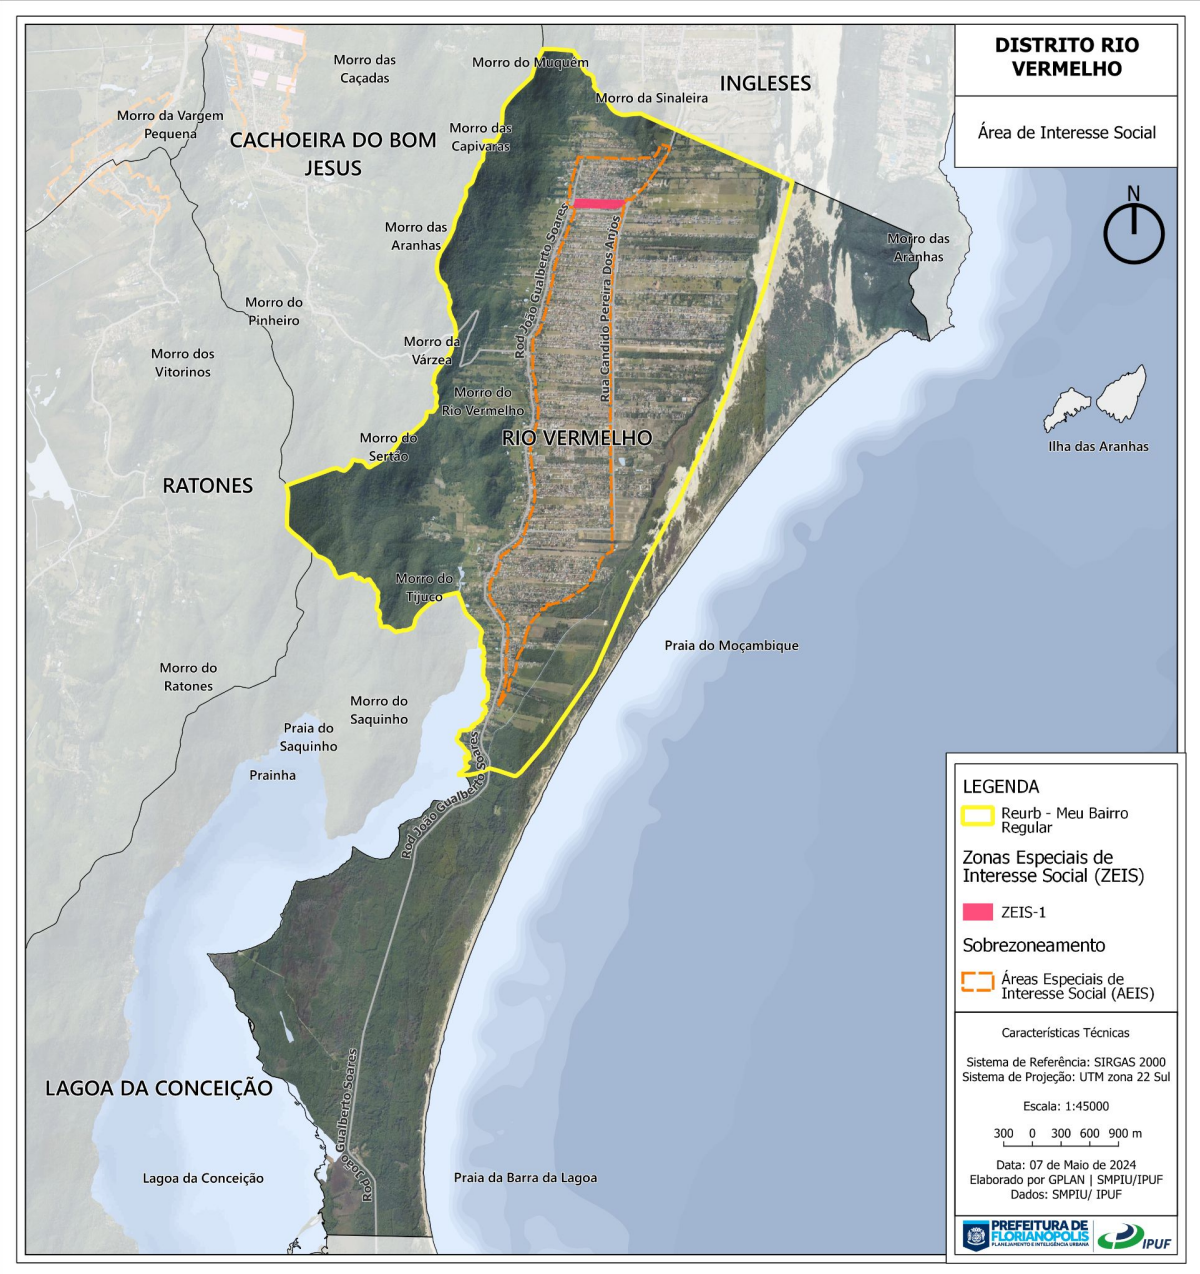 DISTRITO RIO
VERMELHO
Área de Interesse Social
N
Morro das
Caçadas
Morro do Muquém
INGLESES
Morro da Sinaleira
Morro da Vargem
Pequena
CACHOEIRA DO BOM
JESUS
Morro das
Capivaras
Morro das
Aranhas
Morro das
Aranhas
Rod João Gualberto Soares
Rua Candido Pereira Dos Anjos
Morro do
Pinheiro
Morro da
Várzea
Morro dos
Vitorinos
Morro do
Rio Vermelho
RIO VERMELHO
Morro do
Sertão
Ilha das Aranhas
RATONES
Morro do
Tijuco
Praia do Moçambique
Morro do
Ratones
Morro do
Saquinho
Praia do
Saquinho
Prainha
Rod João Gualberto Soares
LAGOA DA CONCEIÇÃO
Rod João Gualberto Soares
Lagoa da Conceição
Praia da Barra da Lagoa
LEGENDA
Reurb - Meu Bairro
Regular
Zonas Especiais de
Interesse Social (ZEIS)
ZEIS-1
Sobrezoneamento
Áreas Especiais de
Interesse Social (AEIS)
Características Técnicas
Sistema de Referência: SIRGAS 2000
Sistema de Projeção: UTM zona 22 Sul
Escala: 1:45000
300 0 300 600 900 m
Data: 07 de Maio de 2024
Elaborado por GPLAN | SMPIU/IPUF
Dados: SMPIU/ IPUF
PREFEITURA DE
FLORIANÓPOLIS
PLANEJAMENTO E INTELIGÊNCIA URBANA
IPUF